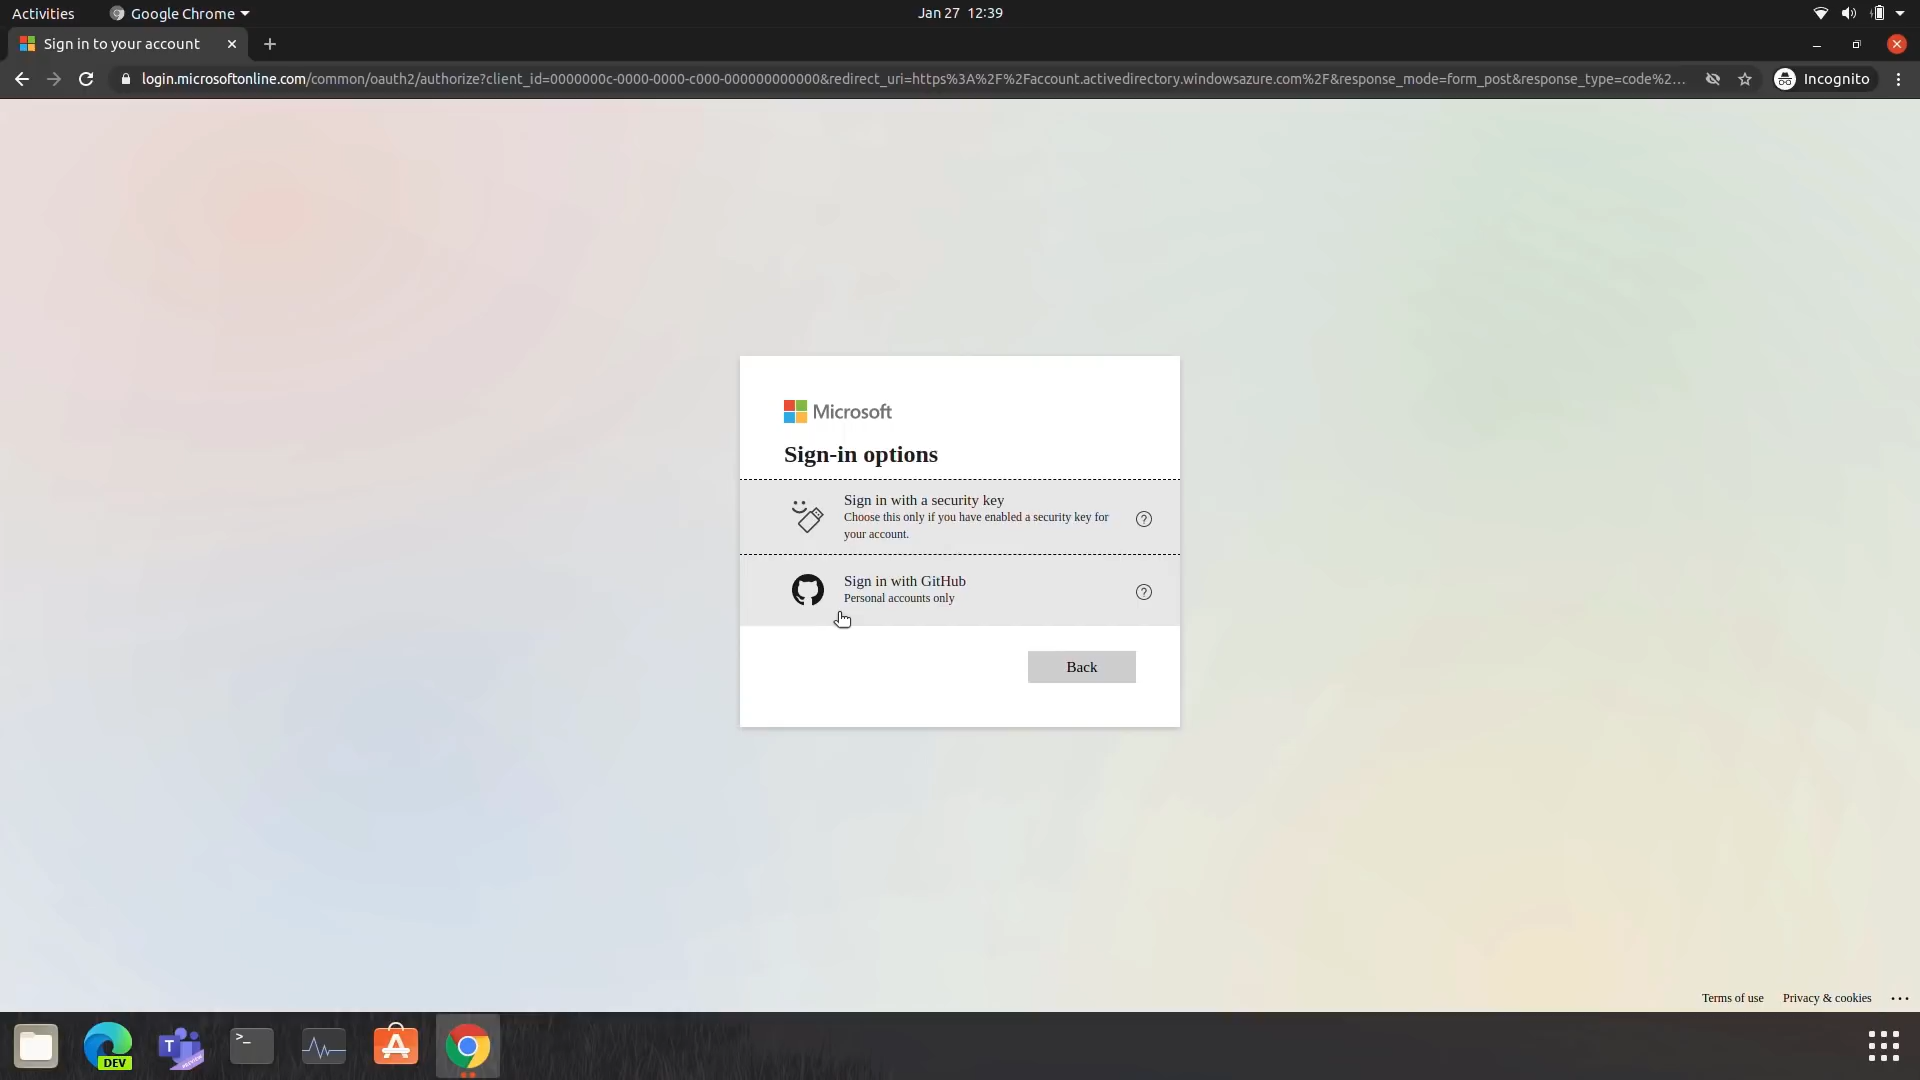 Activities
Google Chrome
Jan 27 12:39
Sign in to your account
login.microsoftonline.com/common/oauth2/authorize?client_id=0000000c-0000-0000-c000-000000000000&redirect_uri=https%3A%2F%2Faccount.activedirectory.windowsazure.com%2F&response_mode=form_post&response_type=code%2...
Incognito
Microsoft
Sign-in options
Sign in with a security key
Choose this only if you have enabled a security key for
your account.
Sign in with GitHub
Personal accounts only
Back
Terms of use
Privacy & cookies
...
DEV
T
PREVIEW
>_
A